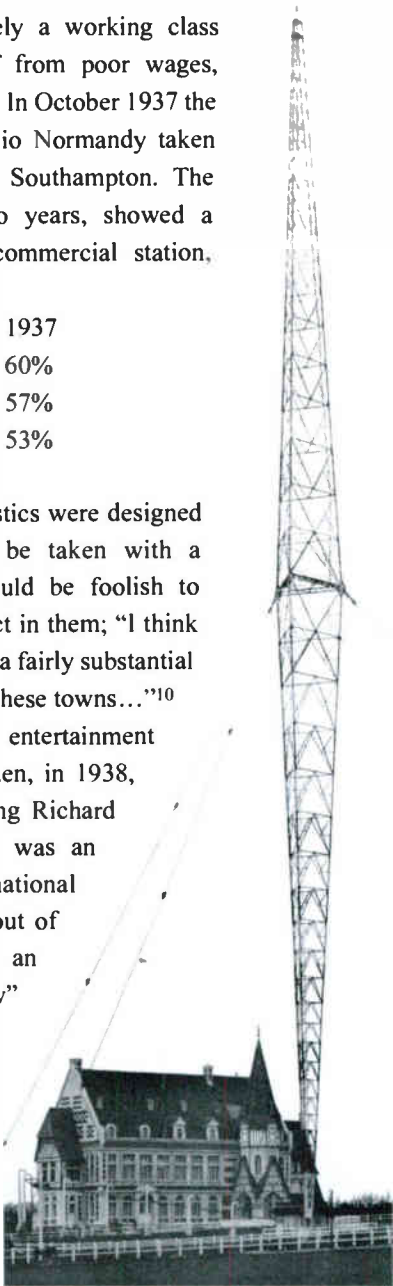 ely a working class
from poor wages,
In October 1937 the
io Normandy taken
Southampton. The
o years, showed a
commercial station,
1937
60%
57%
53%
stics were designed
be taken with a
uld be foolish to
ct in them; “I think
a fairly substantial
these towns...”10
entertainment
en, in 1938,
ng Richard
was an
national
out of
an
y”